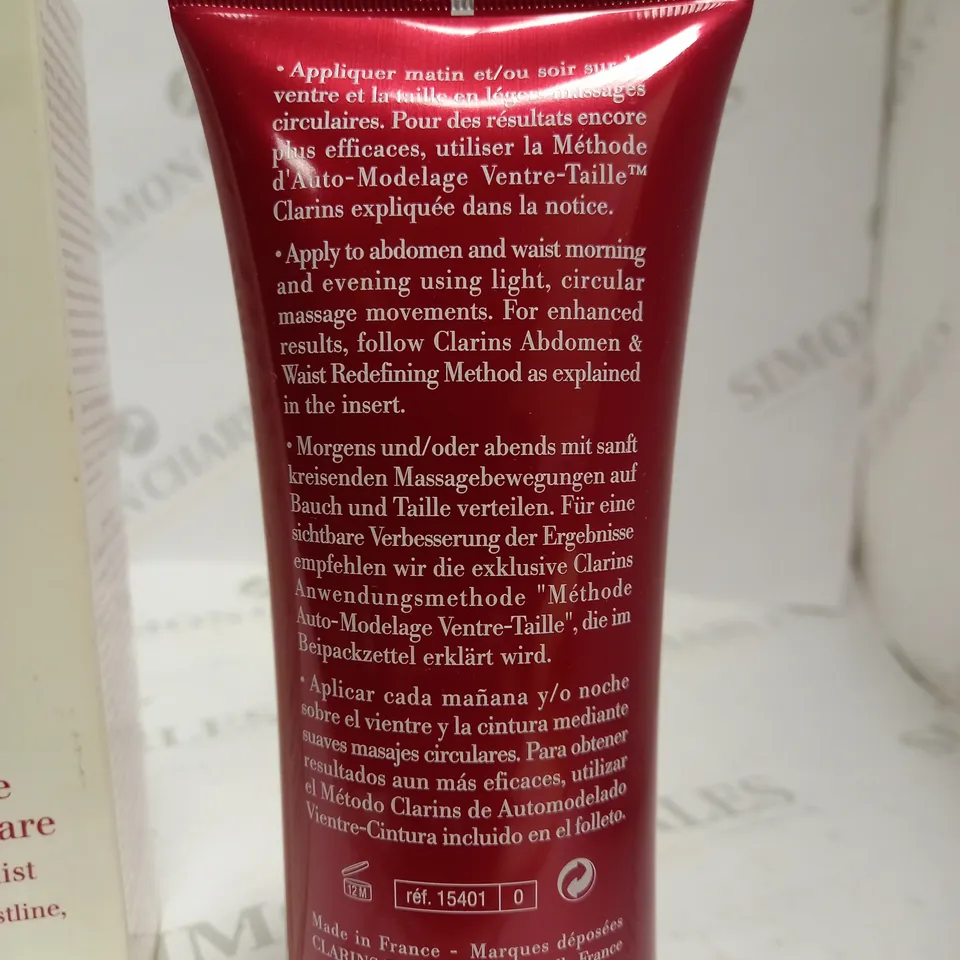 • Appliquer matin et/ou soir sur
ventre et la taille en légers massages
circulaires. Pour des résultats encore
plus efficaces, utiliser la Méthode
d'Auto-Modelage Ventre-Taille™
Clarins expliquée dans la notice.
• Apply to abdomen and waist morning
and evening using light, circular
massage movements. For enhanced
results, follow Clarins Abdomen &
Waist Redefining Method as explained
in the insert.
• Morgens und/oder abends mit sanft
kreisenden Massagebewegungen auf
Bauch und Taille verteilen. Für eine
sichtbare Verbesserung der Ergebnisse
empfehlen wir die exklusive Clarins
Anwendungsmethode "Méthode
Auto-Modelage Ventre-Taille", die im
Beipackzettel erklärt wird.
• Aplicar cada mañana y/o noche
sobre el vientre y la cintura mediante
suaves masajes circulares. Para obtener
resultados aun más eficaces, utilizar
el Método Clarins de Automodelado
Vientre-Cintura incluido en el folleto.
12M
réf. 15401 0
Made in France - Marques déposées
France